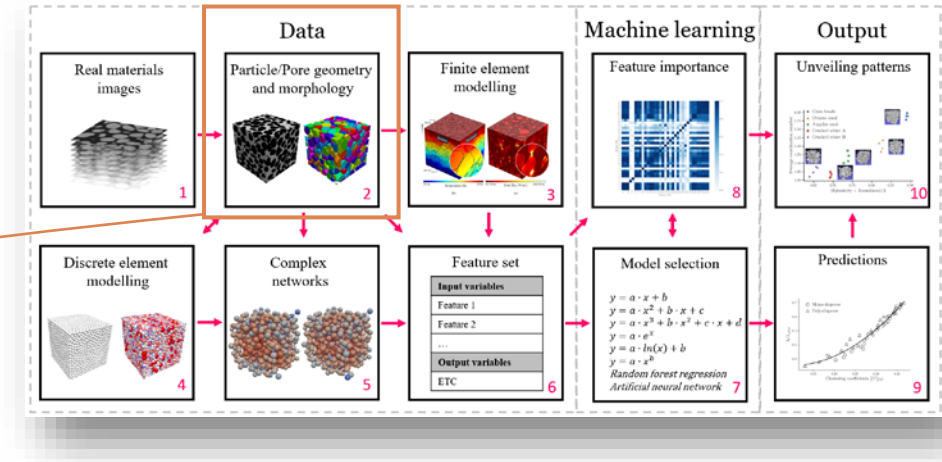 Data
Machine learning
Output
Real materials
images
1
Particle/Pore geometry
and morphology
2
Finite element
modelling
3
Feature importance
8
Unveiling patterns
10
Discrete element
modelling
4
Complex
networks
5
Feature set
Input variables
Feature 1
Feature 2
...
Output variables
ETC
6
Model selection
y = a · x + b
y = a · x² + b · x + c
y = a · x³ + b · x² + c · x + d
y = a · eˣ
y = a · ln(x) + b
y = a · xᵇ
Random forest regression
Artificial neural network
7
Predictions
9